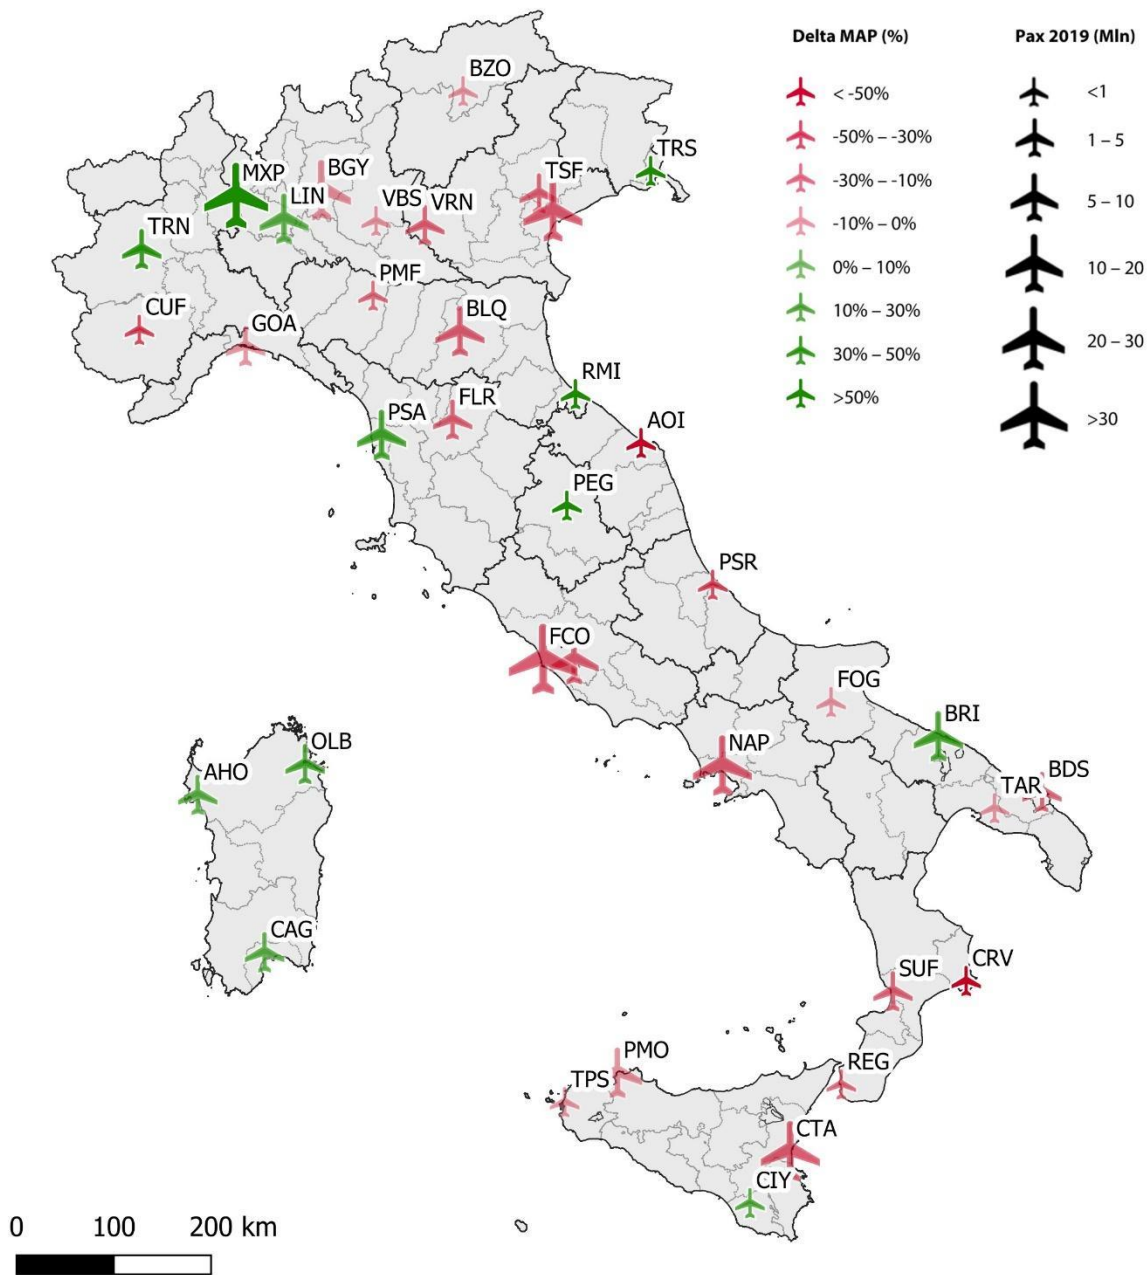 Delta MAP (%)
Pax 2019 (Mln)
< -50%
<1
-50% – -30%
1 – 5
-30% – -10%
5 – 10
-10% – 0%
10 – 20
0% – 10%
20 – 30
10% – 30%
>30
30% – 50%
>50%
BZO
TRS
TSF
MXP
BGY
LIN
VBS
VRN
TRN
PMF
CUF
GOA
BLQ
RMI
PSA
FLR
AOI
PEG
PSR
FCO
FOG
BRI
NAP
OLB
AHO
TAR
BDS
CAG
SUF
CRV
PMO
REG
TPS
CTA
CIY
0 100 200 km